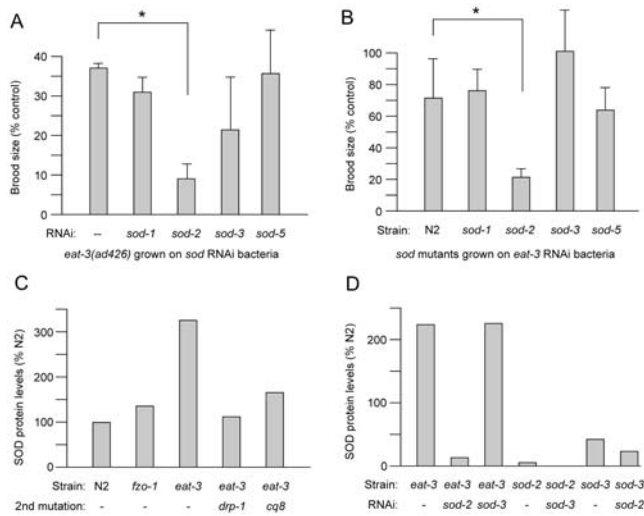 A
*
Brood size (% control)
40
30
20
10
0
RNAi: -- sod-1 sod-2 sod-3 sod-5
eat-3(ad426) grown on sod RNAi bacteria
B
*
Brood size (% control)
100
80
60
40
20
0
Strain: N2 sod-1 sod-2 sod-3 sod-5
sod mutants grown on eat-3 RNAi bacteria
C
SOD protein levels (% N2)
300
200
100
0
Strain: N2 fzo-1 eat-3 eat-3 eat-3
2nd mutation: - - - drp-1 cq8
D
SOD protein levels (% N2)
200
100
0
Strain: eat-3 eat-3 eat-3 sod-2 sod-2 sod-3 sod-3
RNAi: - sod-2 sod-3 - sod-3 - sod-2